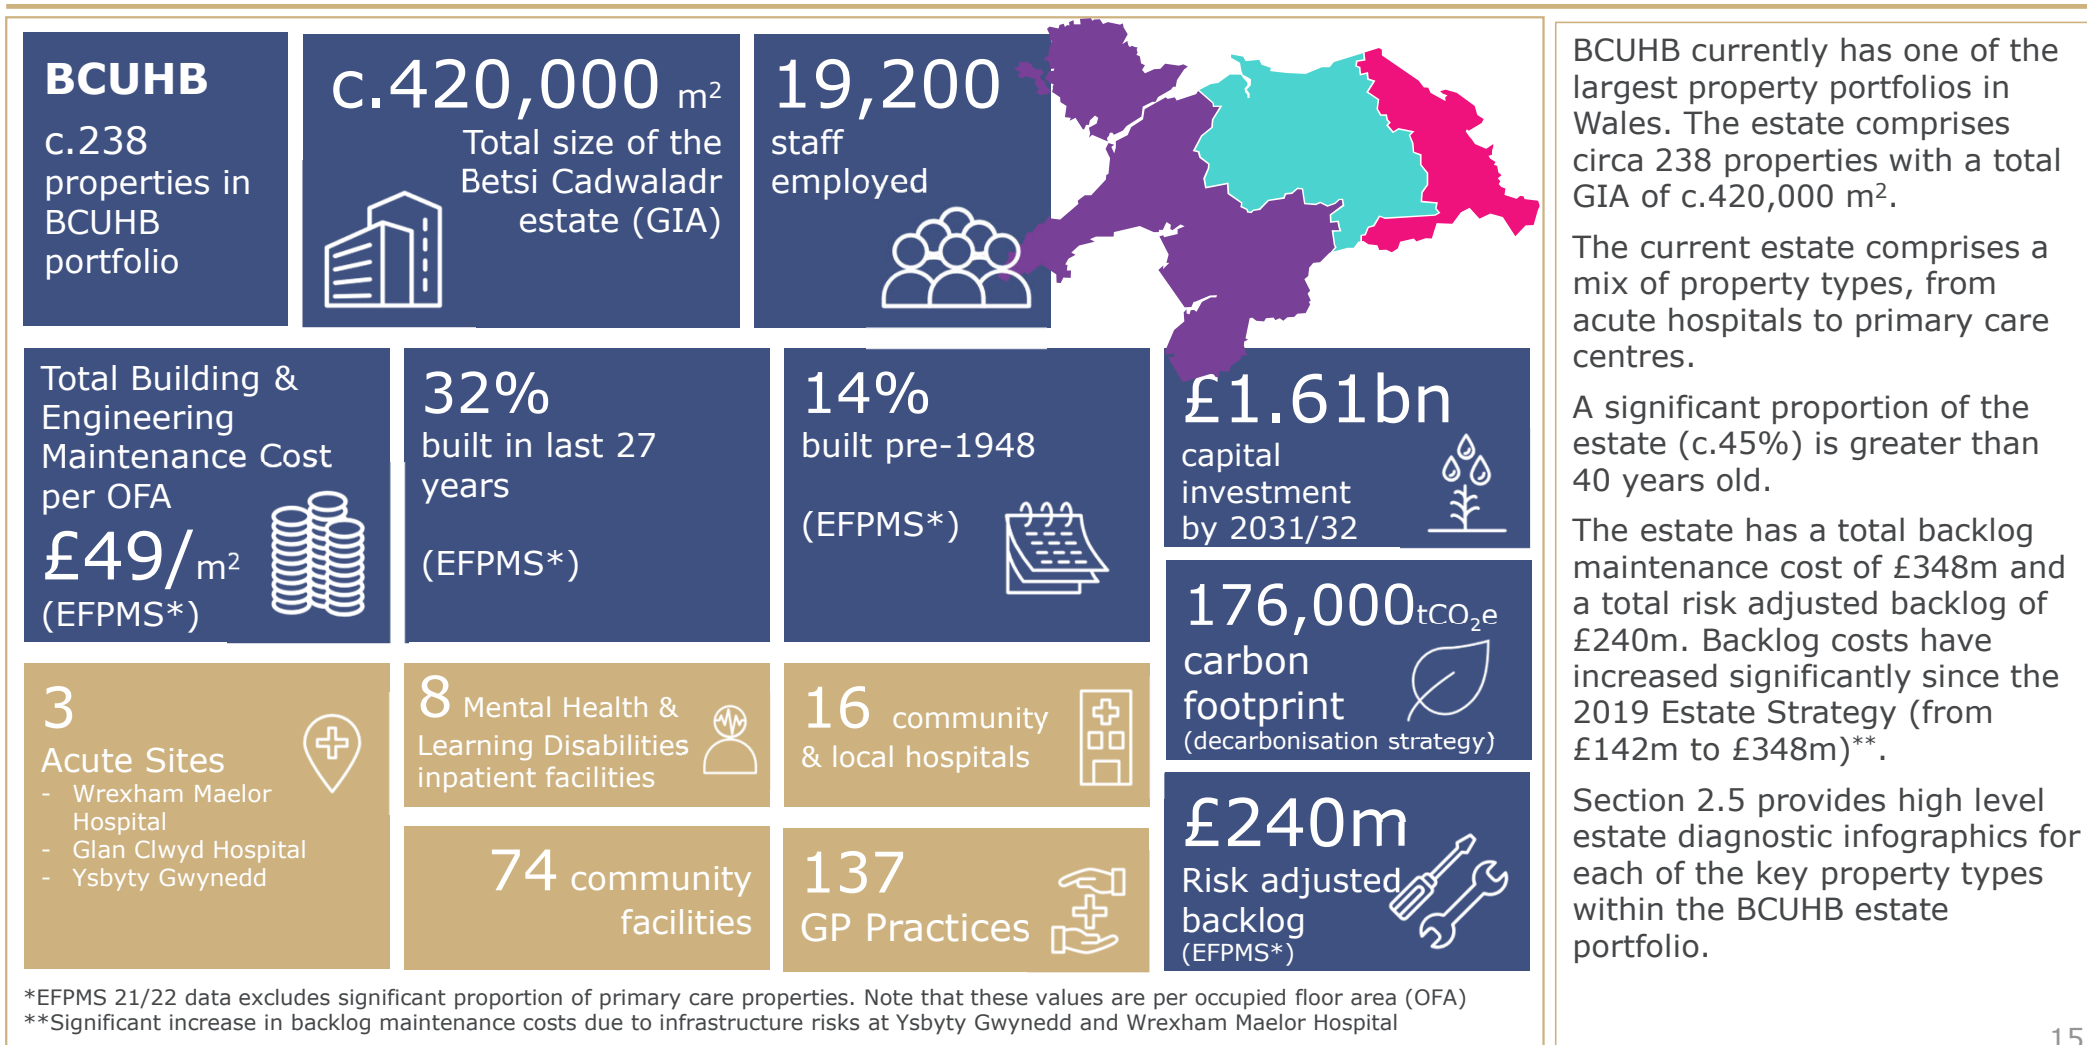 BCUHB
c.238
properties in
BCUHB
portfolio
c.420,000 m²
Total size of the
Betsi Cadwaladr
estate (GIA)
19,200
staff
employed
Total Building &
Engineering
Maintenance Cost
per OFA
£49/m²
(EFPMS*)
32%
built in last 27
years
(EFPMS*)
14%
built pre-1948
(EFPMS*)
£1.61bn
capital
investment
by 2031/32
176,000tCO₂e
carbon
footprint
(decarbonisation strategy)
£240m
Risk adjusted
backlog
(EFPMS*)
3
Acute Sites
- Wrexham Maelor
Hospital
- Glan Clwyd Hospital
- Ysbyty Gwynedd
8 Mental Health &
Learning Disabilities
inpatient facilities
16 community
& local hospitals
74 community
facilities
137
GP Practices
*EFPMS 21/22 data excludes significant proportion of primary care properties. Note that these values are per occupied floor area (OFA)
**Significant increase in backlog maintenance costs due to infrastructure risks at Ysbyty Gwynedd and Wrexham Maelor Hospital
BCUHB currently has one of the
largest property portfolios in
Wales. The estate comprises
circa 238 properties with a total
GIA of c.420,000 m².
The current estate comprises a
mix of property types, from
acute hospitals to primary care
centres.
A significant proportion of the
estate (c.45%) is greater than
40 years old.
The estate has a total backlog
maintenance cost of £348m and
a total risk adjusted backlog of
£240m. Backlog costs have
increased significantly since the
2019 Estate Strategy (from
£142m to £348m)**.
Section 2.5 provides high level
estate diagnostic infographics for
each of the key property types
within the BCUHB estate
portfolio.
15